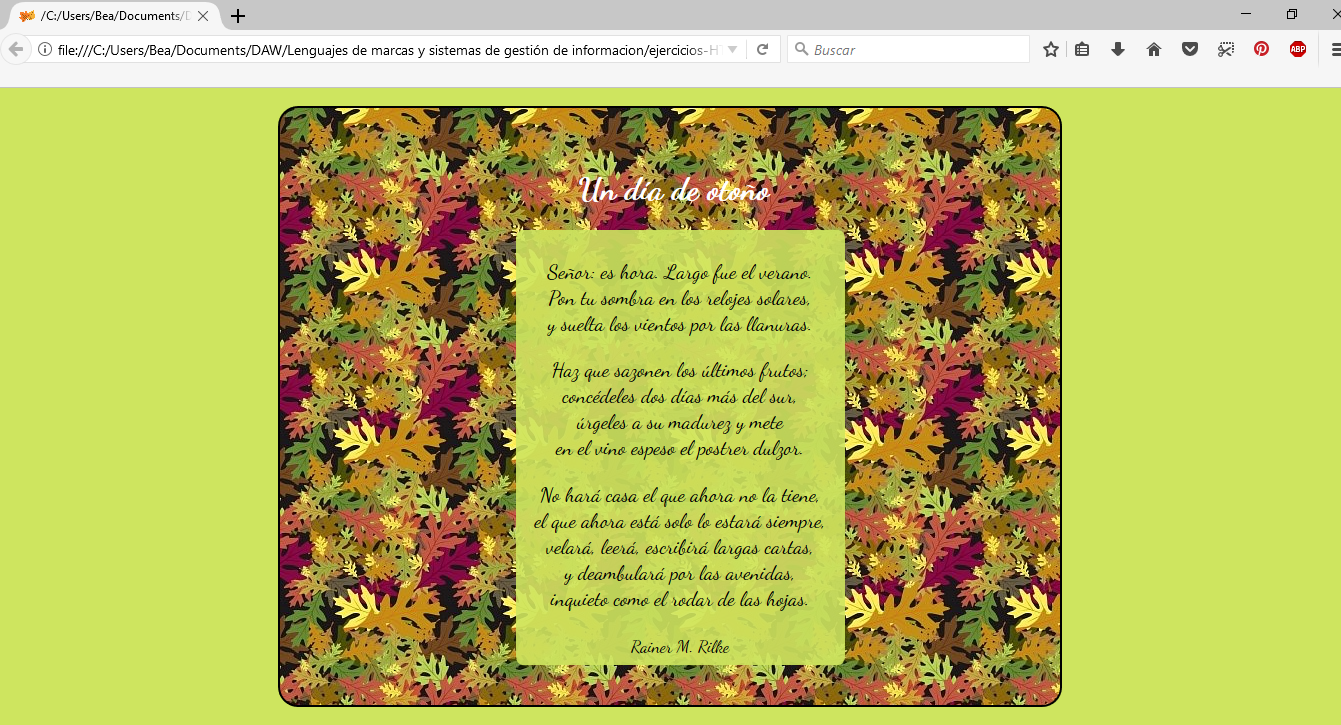 /C:/Users/Bea/Documents/D
file:///C:/Users/Bea/Documents/DAW/Lenguajes de marcas y sistemas de gestión de informacion/ejercicios-HT
Buscar
ABP
Un día de otoño
Señor: es hora. Largo fue el verano.
Pon tu sombra en los relojes solares,
y suelta los vientos por las llanuras.
Haz que sazonen los últimos frutos;
concédeles dos días más del sur,
úrgeles a su madurez y mete
en el vino espeso el postrer dulzor.
No hará casa el que ahora no la tiene,
el que ahora está solo lo estará siempre,
velará, leerá, escribirá largas cartas,
y deambulará por las avenidas,
inquieto como el rodar de las hojas.
Rainer M. Rilke